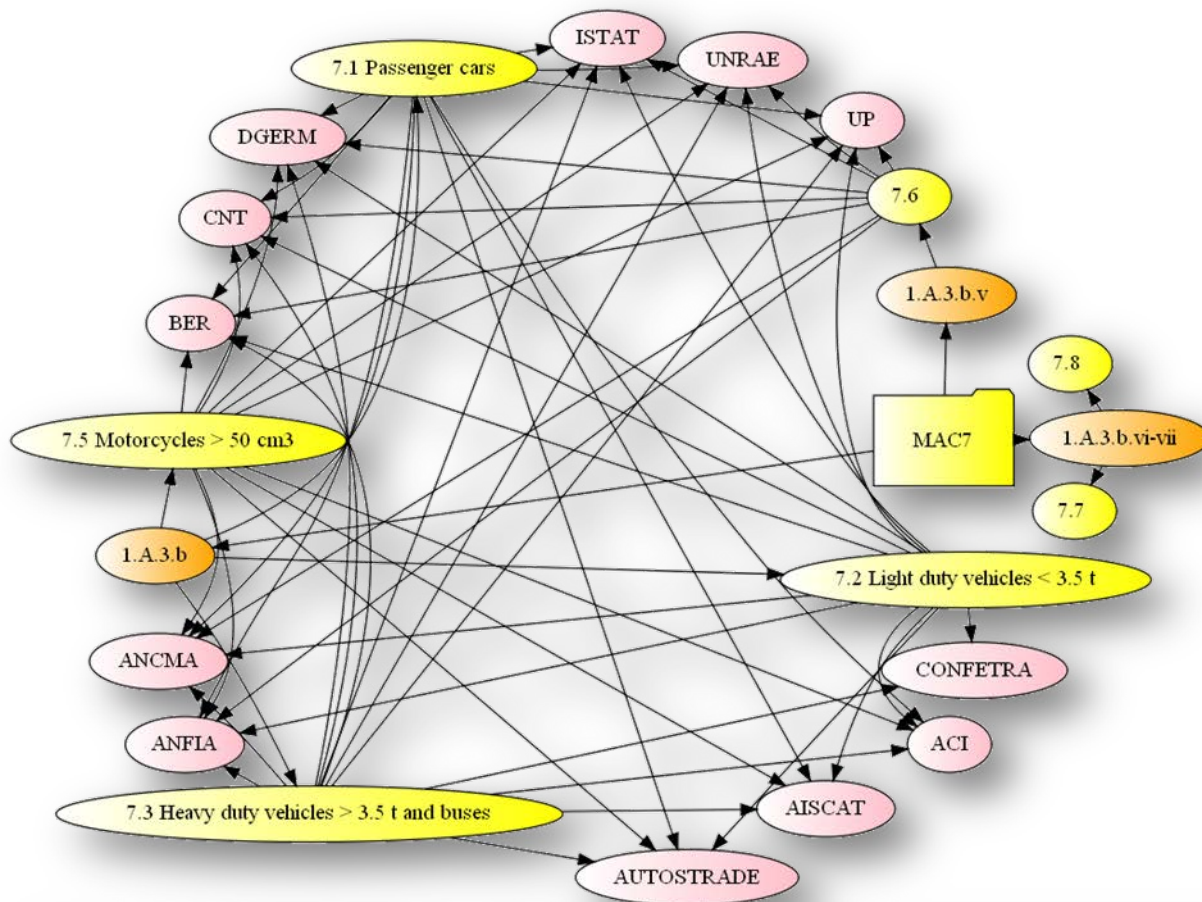 ISTAT
7.1 Passenger cars
UNRAE
UP
DGERM
7.6
CNT
1.A.3.b.v
BER
7.8
7.5 Motorcycles > 50 cm3
MAC7
1.A.3.b.vi-vii
7.7
1.A.3.b
7.2 Light duty vehicles < 3.5 t
ANCMA
CONFETRA
ANFIA
ACI
7.3 Heavy duty vehicles > 3.5 t and buses
AISCAT
AUTOSTRADE